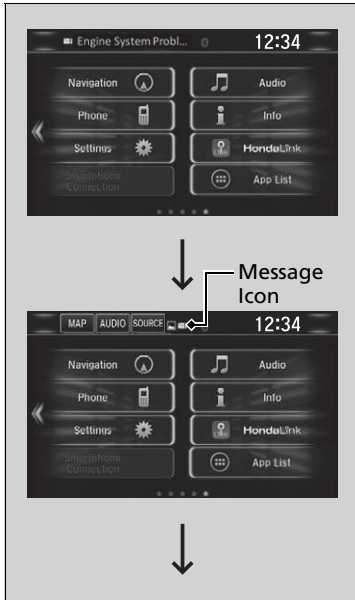 Engine System Probl... 12:34
Navigation Audio
Phone Info
Settings HondaLink
Smartphone App List
Connection
Message
Icon
MAP AUDIO SOURCE 12:34
Navigation Audio
Phone Info
Settings HondaLink
Smartphone App List
Connection